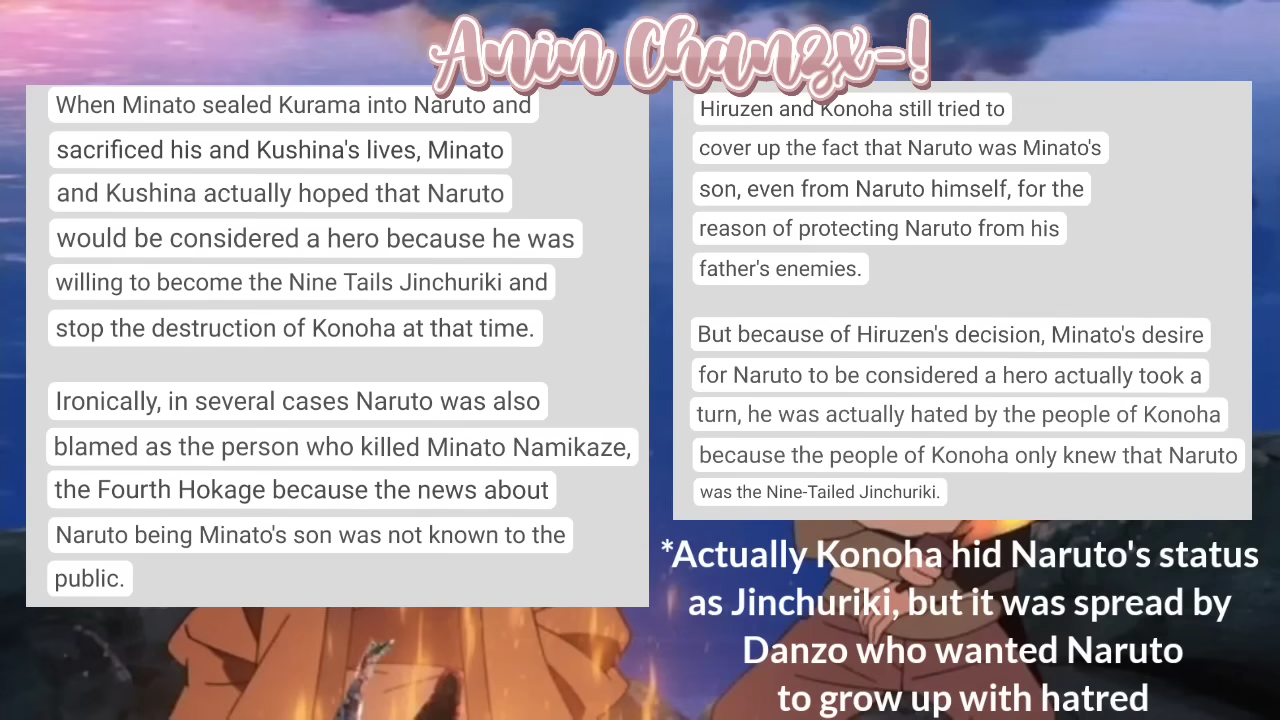 Anin Chanzx-!
When Minato sealed Kurama into Naruto and
sacrificed his and Kushina's lives, Minato
and Kushina actually hoped that Naruto
would be considered a hero because he was
willing to become the Nine Tails Jinchuriki and
stop the destruction of Konoha at that time.
Ironically, in several cases Naruto was also
blamed as the person who killed Minato Namikaze,
the Fourth Hokage because the news about
Naruto being Minato's son was not known to the
public.
Hiruzen and Konoha still tried to
cover up the fact that Naruto was Minato's
son, even from Naruto himself, for the
reason of protecting Naruto from his
father's enemies.
But because of Hiruzen's decision, Minato's desire
for Naruto to be considered a hero actually took a
turn, he was actually hated by the people of Konoha
because the people of Konoha only knew that Naruto
was the Nine-Tailed Jinchuriki.
*Actually Konoha hid Naruto's status
as Jinchuriki, but it was spread by
Danzo who wanted Naruto
to grow up with hatred